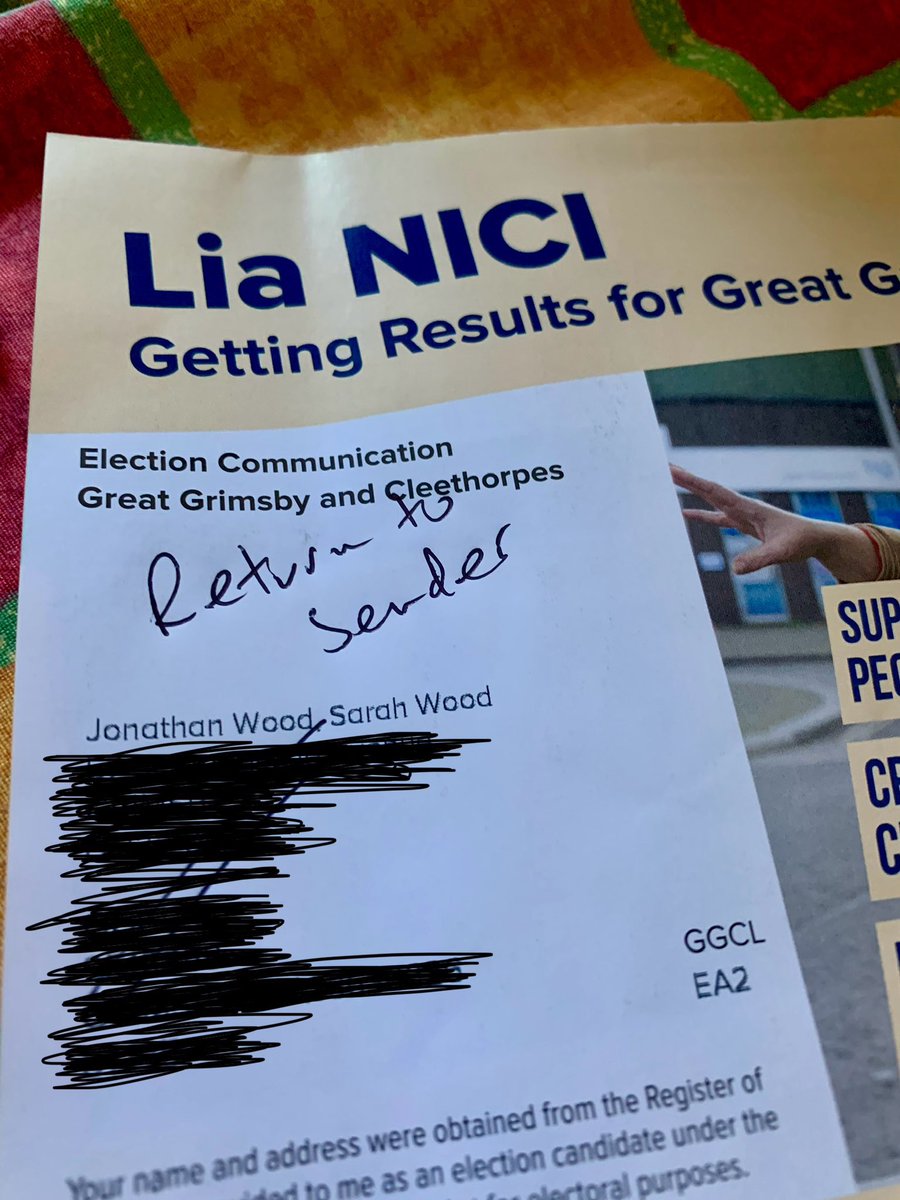 Lia NICI
Getting Results for Great G
Election Communication
Great Grimsby and Cleethorpes
Return to
Sender
Jonathan Wood, Sarah Wood
GGCL
EA2
SUP
PEO
CE
Your name and address were obtained from the Register of
to me as an election candidate under the
electoral purposes.